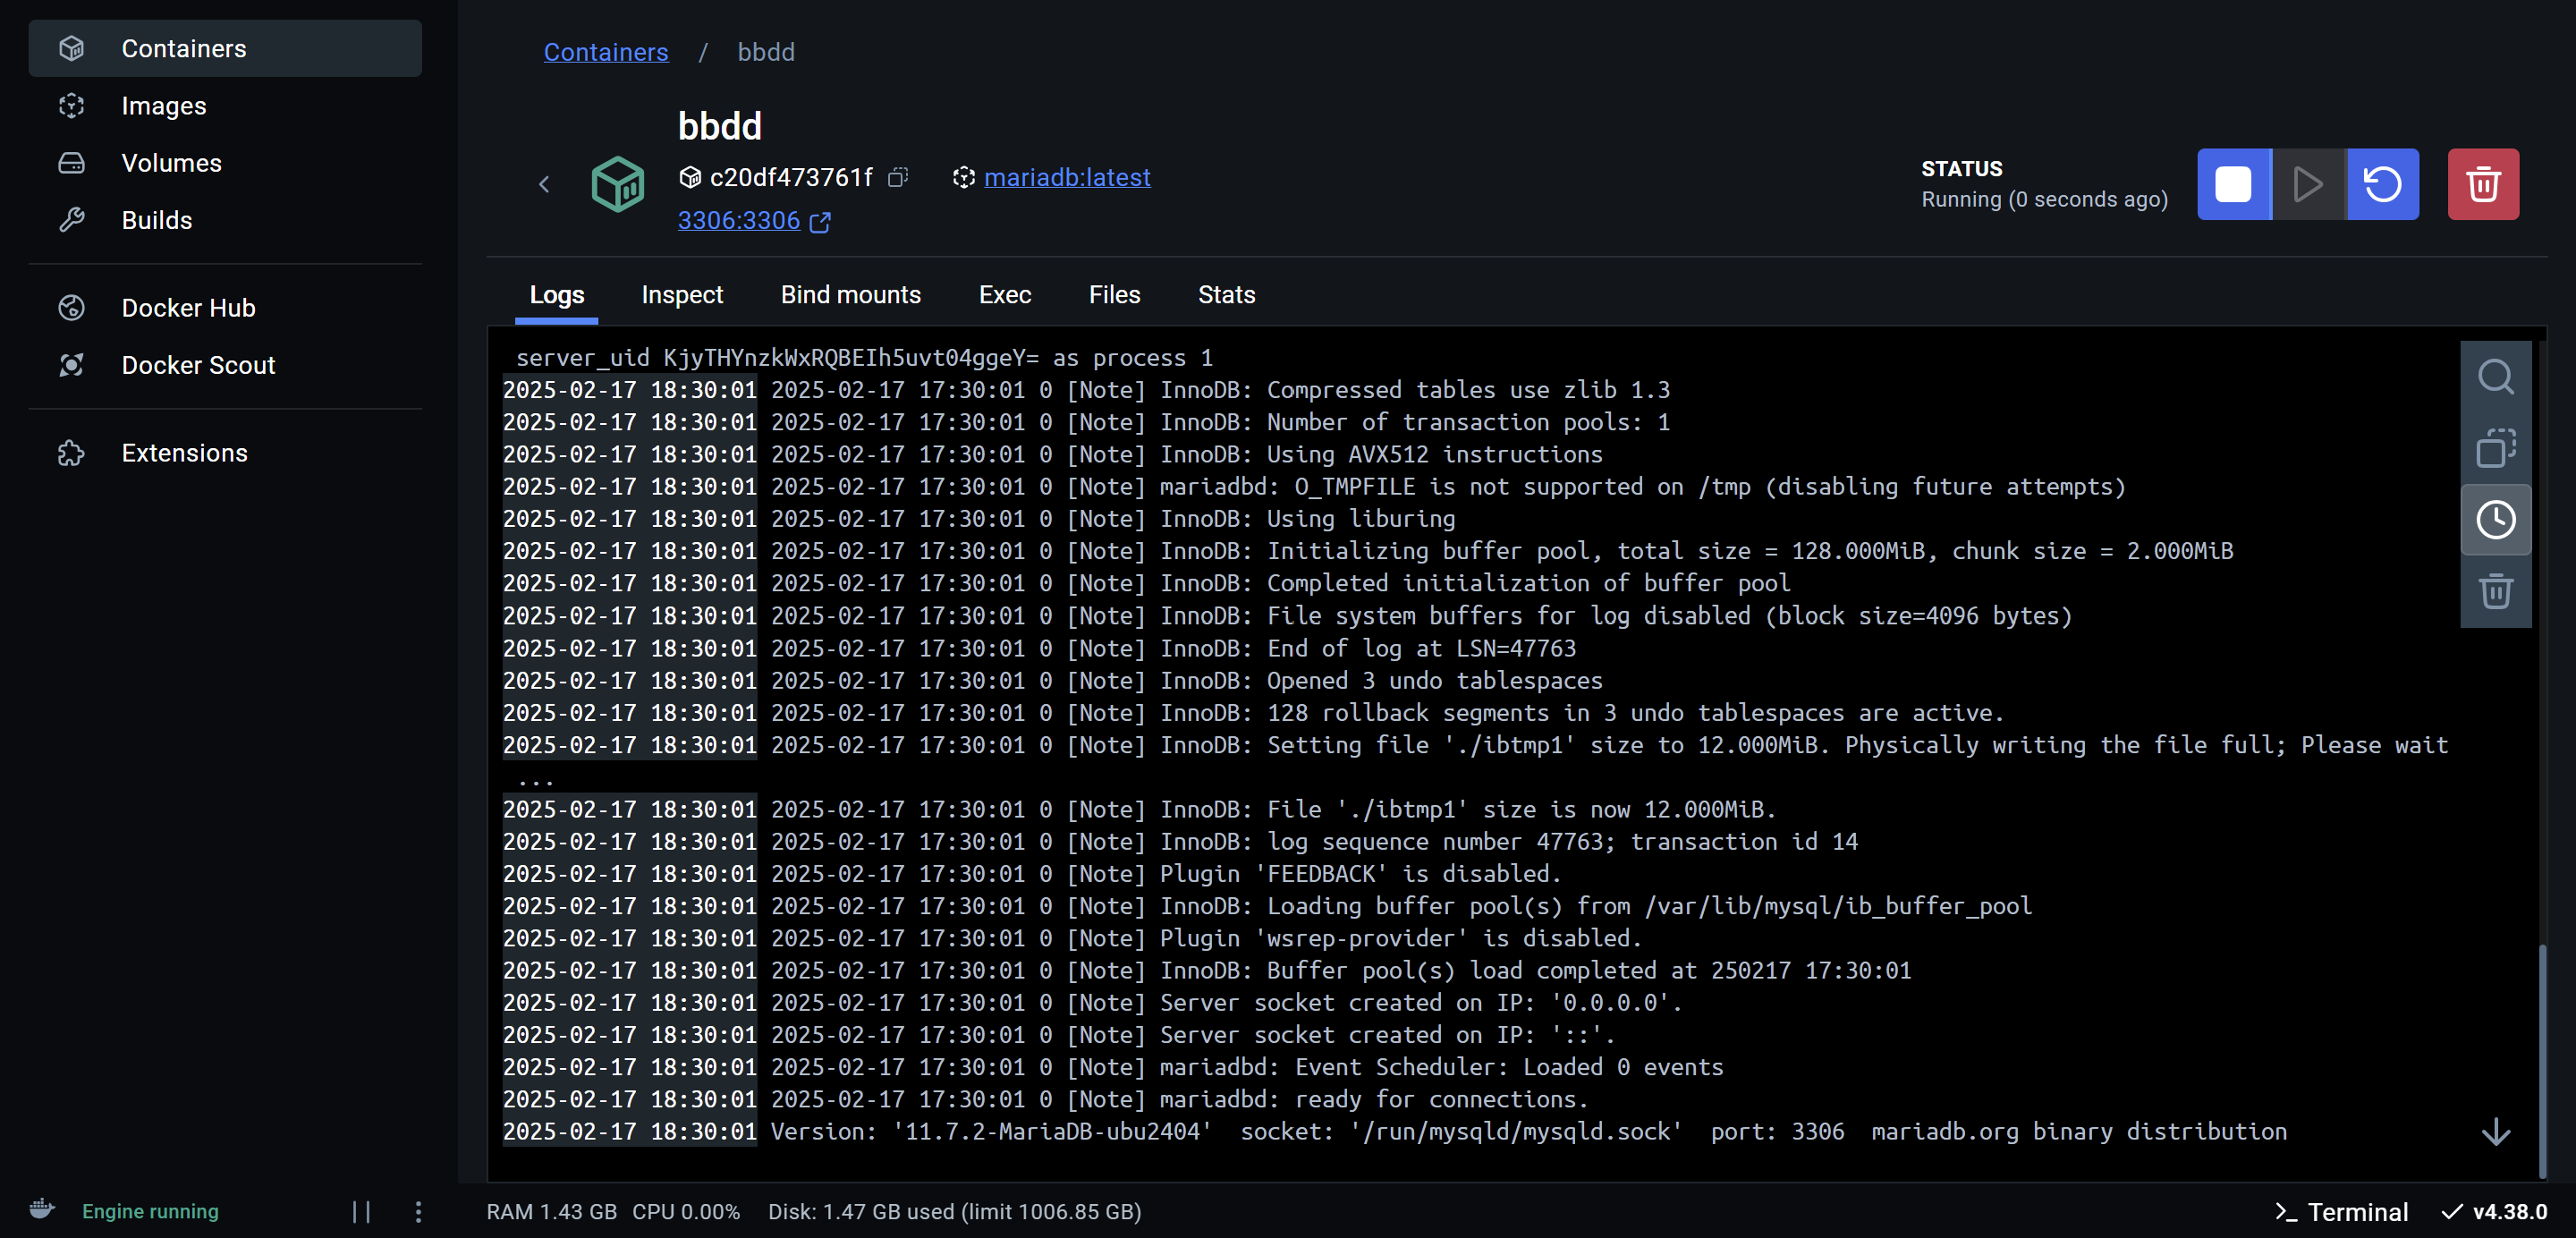 Containers
Images
Volumes
Builds
Docker Hub
Docker Scout
Extensions
Containers / bbdd
bbdd
c20df473761f mariadb:latest
3306:3306
STATUS
Running (0 seconds ago)
Logs Inspect Bind mounts Exec Files Stats
server_uid KjyTHYnzkWxRQBEIh5uvt04ggeY= as process 1
2025-02-17 18:30:01 2025-02-17 17:30:01 0 [Note] InnoDB: Compressed tables use zlib 1.3
2025-02-17 18:30:01 2025-02-17 17:30:01 0 [Note] InnoDB: Number of transaction pools: 1
2025-02-17 18:30:01 2025-02-17 17:30:01 0 [Note] InnoDB: Using AVX512 instructions
2025-02-17 18:30:01 2025-02-17 17:30:01 0 [Note] mariadbd: O_TMPFILE is not supported on /tmp (disabling future attempts)
2025-02-17 18:30:01 2025-02-17 17:30:01 0 [Note] InnoDB: Using liburing
2025-02-17 18:30:01 2025-02-17 17:30:01 0 [Note] InnoDB: Initializing buffer pool, total size = 128.000MiB, chunk size = 2.000MiB
2025-02-17 18:30:01 2025-02-17 17:30:01 0 [Note] InnoDB: Completed initialization of buffer pool
2025-02-17 18:30:01 2025-02-17 17:30:01 0 [Note] InnoDB: File system buffers for log disabled (block size=4096 bytes)
2025-02-17 18:30:01 2025-02-17 17:30:01 0 [Note] InnoDB: End of log at LSN=47763
2025-02-17 18:30:01 2025-02-17 17:30:01 0 [Note] InnoDB: Opened 3 undo tablespaces
2025-02-17 18:30:01 2025-02-17 17:30:01 0 [Note] InnoDB: 128 rollback segments in 3 undo tablespaces are active.
2025-02-17 18:30:01 2025-02-17 17:30:01 0 [Note] InnoDB: Setting file './ibtmp1' size to 12.000MiB. Physically writing the file full; Please wait
...
2025-02-17 18:30:01 2025-02-17 17:30:01 0 [Note] InnoDB: File './ibtmp1' size is now 12.000MiB.
2025-02-17 18:30:01 2025-02-17 17:30:01 0 [Note] InnoDB: log sequence number 47763; transaction id 14
2025-02-17 18:30:01 2025-02-17 17:30:01 0 [Note] Plugin 'FEEDBACK' is disabled.
2025-02-17 18:30:01 2025-02-17 17:30:01 0 [Note] InnoDB: Loading buffer pool(s) from /var/lib/mysql/ib_buffer_pool
2025-02-17 18:30:01 2025-02-17 17:30:01 0 [Note] Plugin 'wsrep-provider' is disabled.
2025-02-17 18:30:01 2025-02-17 17:30:01 0 [Note] InnoDB: Buffer pool(s) load completed at 250217 17:30:01
2025-02-17 18:30:01 2025-02-17 17:30:01 0 [Note] Server socket created on IP: '0.0.0.0'.
2025-02-17 18:30:01 2025-02-17 17:30:01 0 [Note] Server socket created on IP: '::'.
2025-02-17 18:30:01 2025-02-17 17:30:01 0 [Note] mariadbd: Event Scheduler: Loaded 0 events
2025-02-17 18:30:01 2025-02-17 17:30:01 0 [Note] mariadbd: ready for connections.
2025-02-17 18:30:01 Version: '11.7.2-MariaDB-ubu2404'  socket: '/run/mysqld/mysqld.sock'  port: 3306  mariadb.org binary distribution
Engine running RAM 1.43 GB CPU 0.00% Disk: 1.47 GB used (limit 1006.85 GB) Terminal v4.38.0